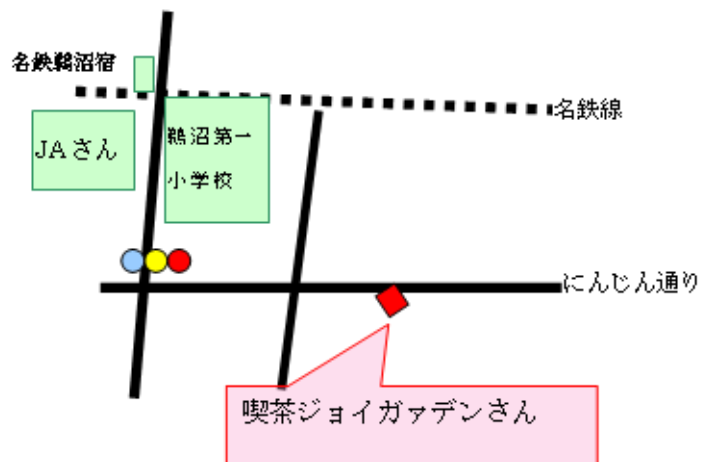 名鉄鵜沼宿
名鉄線
JAさん
鵜沼第一
小学校
にんじん通り
喫茶ジョイガァデンさん